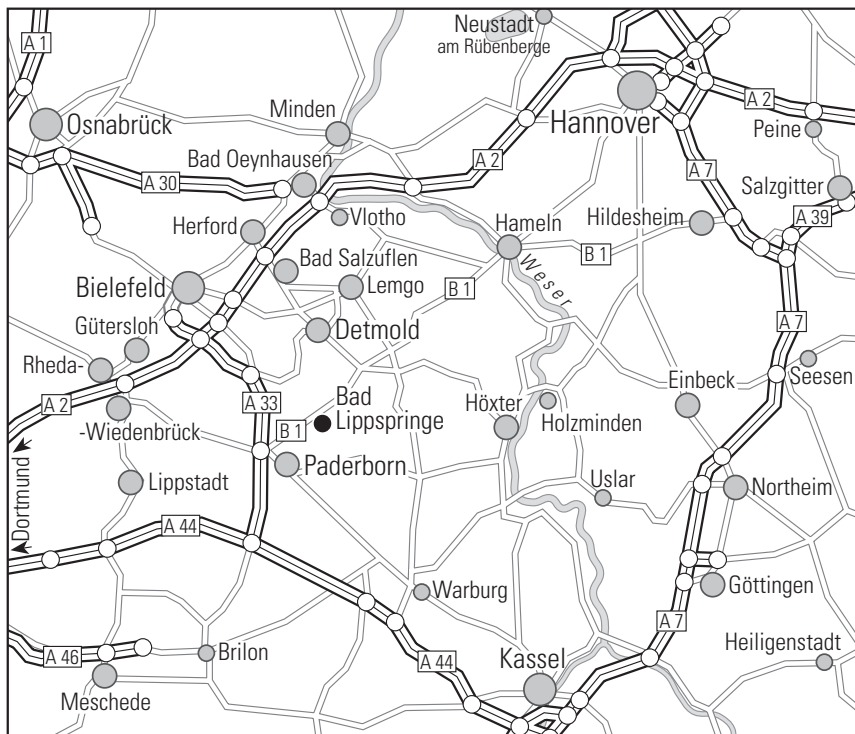 Neustadt
am Rübenberge
A 1
Osnabrück
Minden
Hannover
A 2
Peine
Bad Oeynhausen
A 2
A 30
A 7
Salzgitter
Vlotho
Herford
Hameln
Hildesheim
A 39
B 1
Weser
Bad Salzuflen
Bielefeld
B 1
Lemgo
Gütersloh
Detmold
A 7
Rheda-
Seesen
A 2
A 33
Bad
Lippspringe
Einbeck
Höxter
Holzminden
-Wiedenbrück
B 1
Paderborn
Dortmund
Lippstadt
Uslar
Northeim
A 44
Warburg
Göttingen
A 7
Heiligenstadt
A 46
Brilon
A 44
Kassel
Meschede